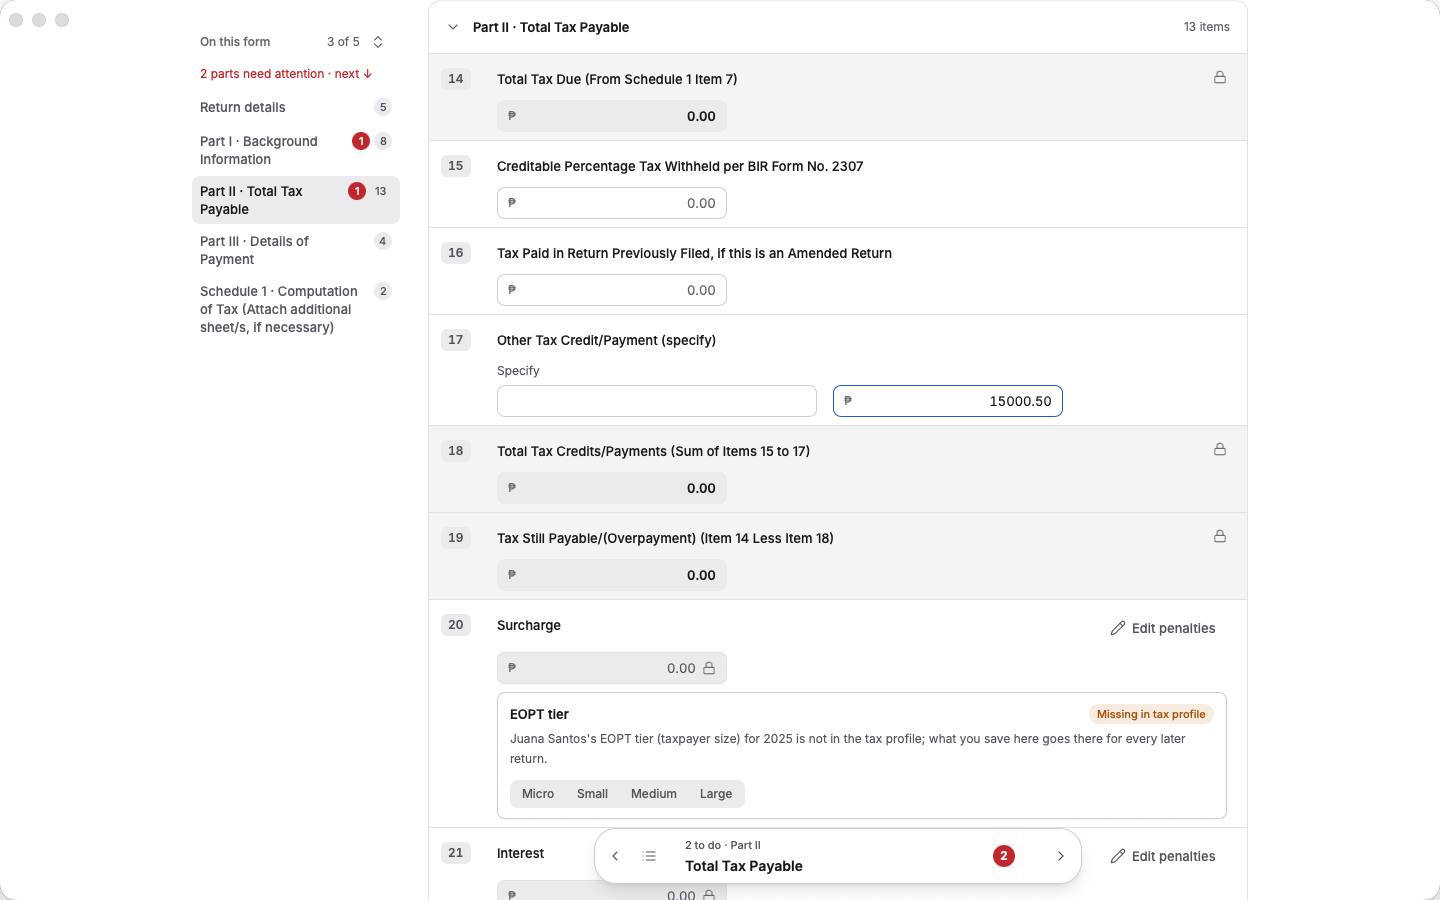 On this form
3 of 5
2 parts need attention · next ↓
Return details
5
Part I · Background Information
1
8
Part II · Total Tax Payable
1
13
Part III · Details of Payment
4
Schedule 1 · Computation of Tax (Attach additional sheet/s, if necessary)
2
Part II · Total Tax Payable
13 items
14
Total Tax Due (From Schedule 1 Item 7)
₱ 0.00
15
Creditable Percentage Tax Withheld per BIR Form No. 2307
₱ 0.00
16
Tax Paid in Return Previously Filed, if this is an Amended Return
₱ 0.00
17
Other Tax Credit/Payment (specify)
Specify
₱ 15000.50
18
Total Tax Credits/Payments (Sum of Items 15 to 17)
₱ 0.00
19
Tax Still Payable/(Overpayment) (Item 14 Less Item 18)
₱ 0.00
20
Surcharge
Edit penalties
₱ 0.00
EOPT tier
Missing in tax profile
Juana Santos's EOPT tier (taxpayer size) for 2025 is not in the tax profile; what you save here goes there for every later
return.
Micro Small Medium Large
21
Interest
Edit penalties
₱ 0.00
2 to do · Part II
Total Tax Payable
2